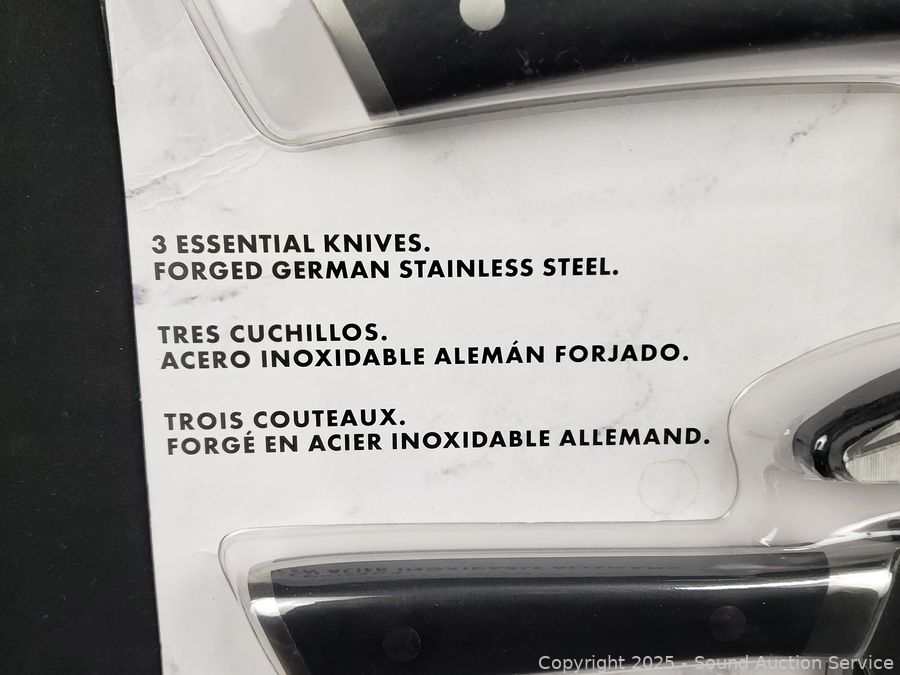 3 ESSENTIAL KNIVES.
FORGED GERMAN STAINLESS STEEL.
TRES CUCHILLOS.
ACERO INOXIDABLE ALEMÁN FORJADO.
TROIS COUTEAUX.
FORGÉ EN ACIER INOXIDABLE ALLEMAND.
Copyright 2025 - Sound Auction Service